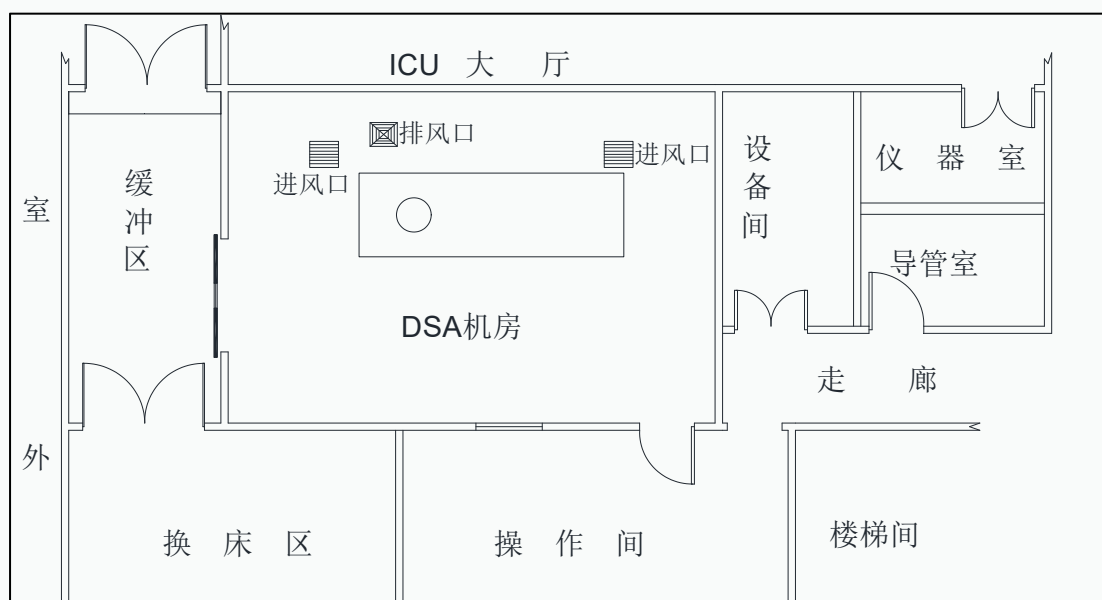 ICU 大 厅
排风口
进风口
进风口
设备间
仪 器 室
缓冲区
室 外
导管室
DSA机房
走 廊
换 床 区
操 作 间
楼梯间